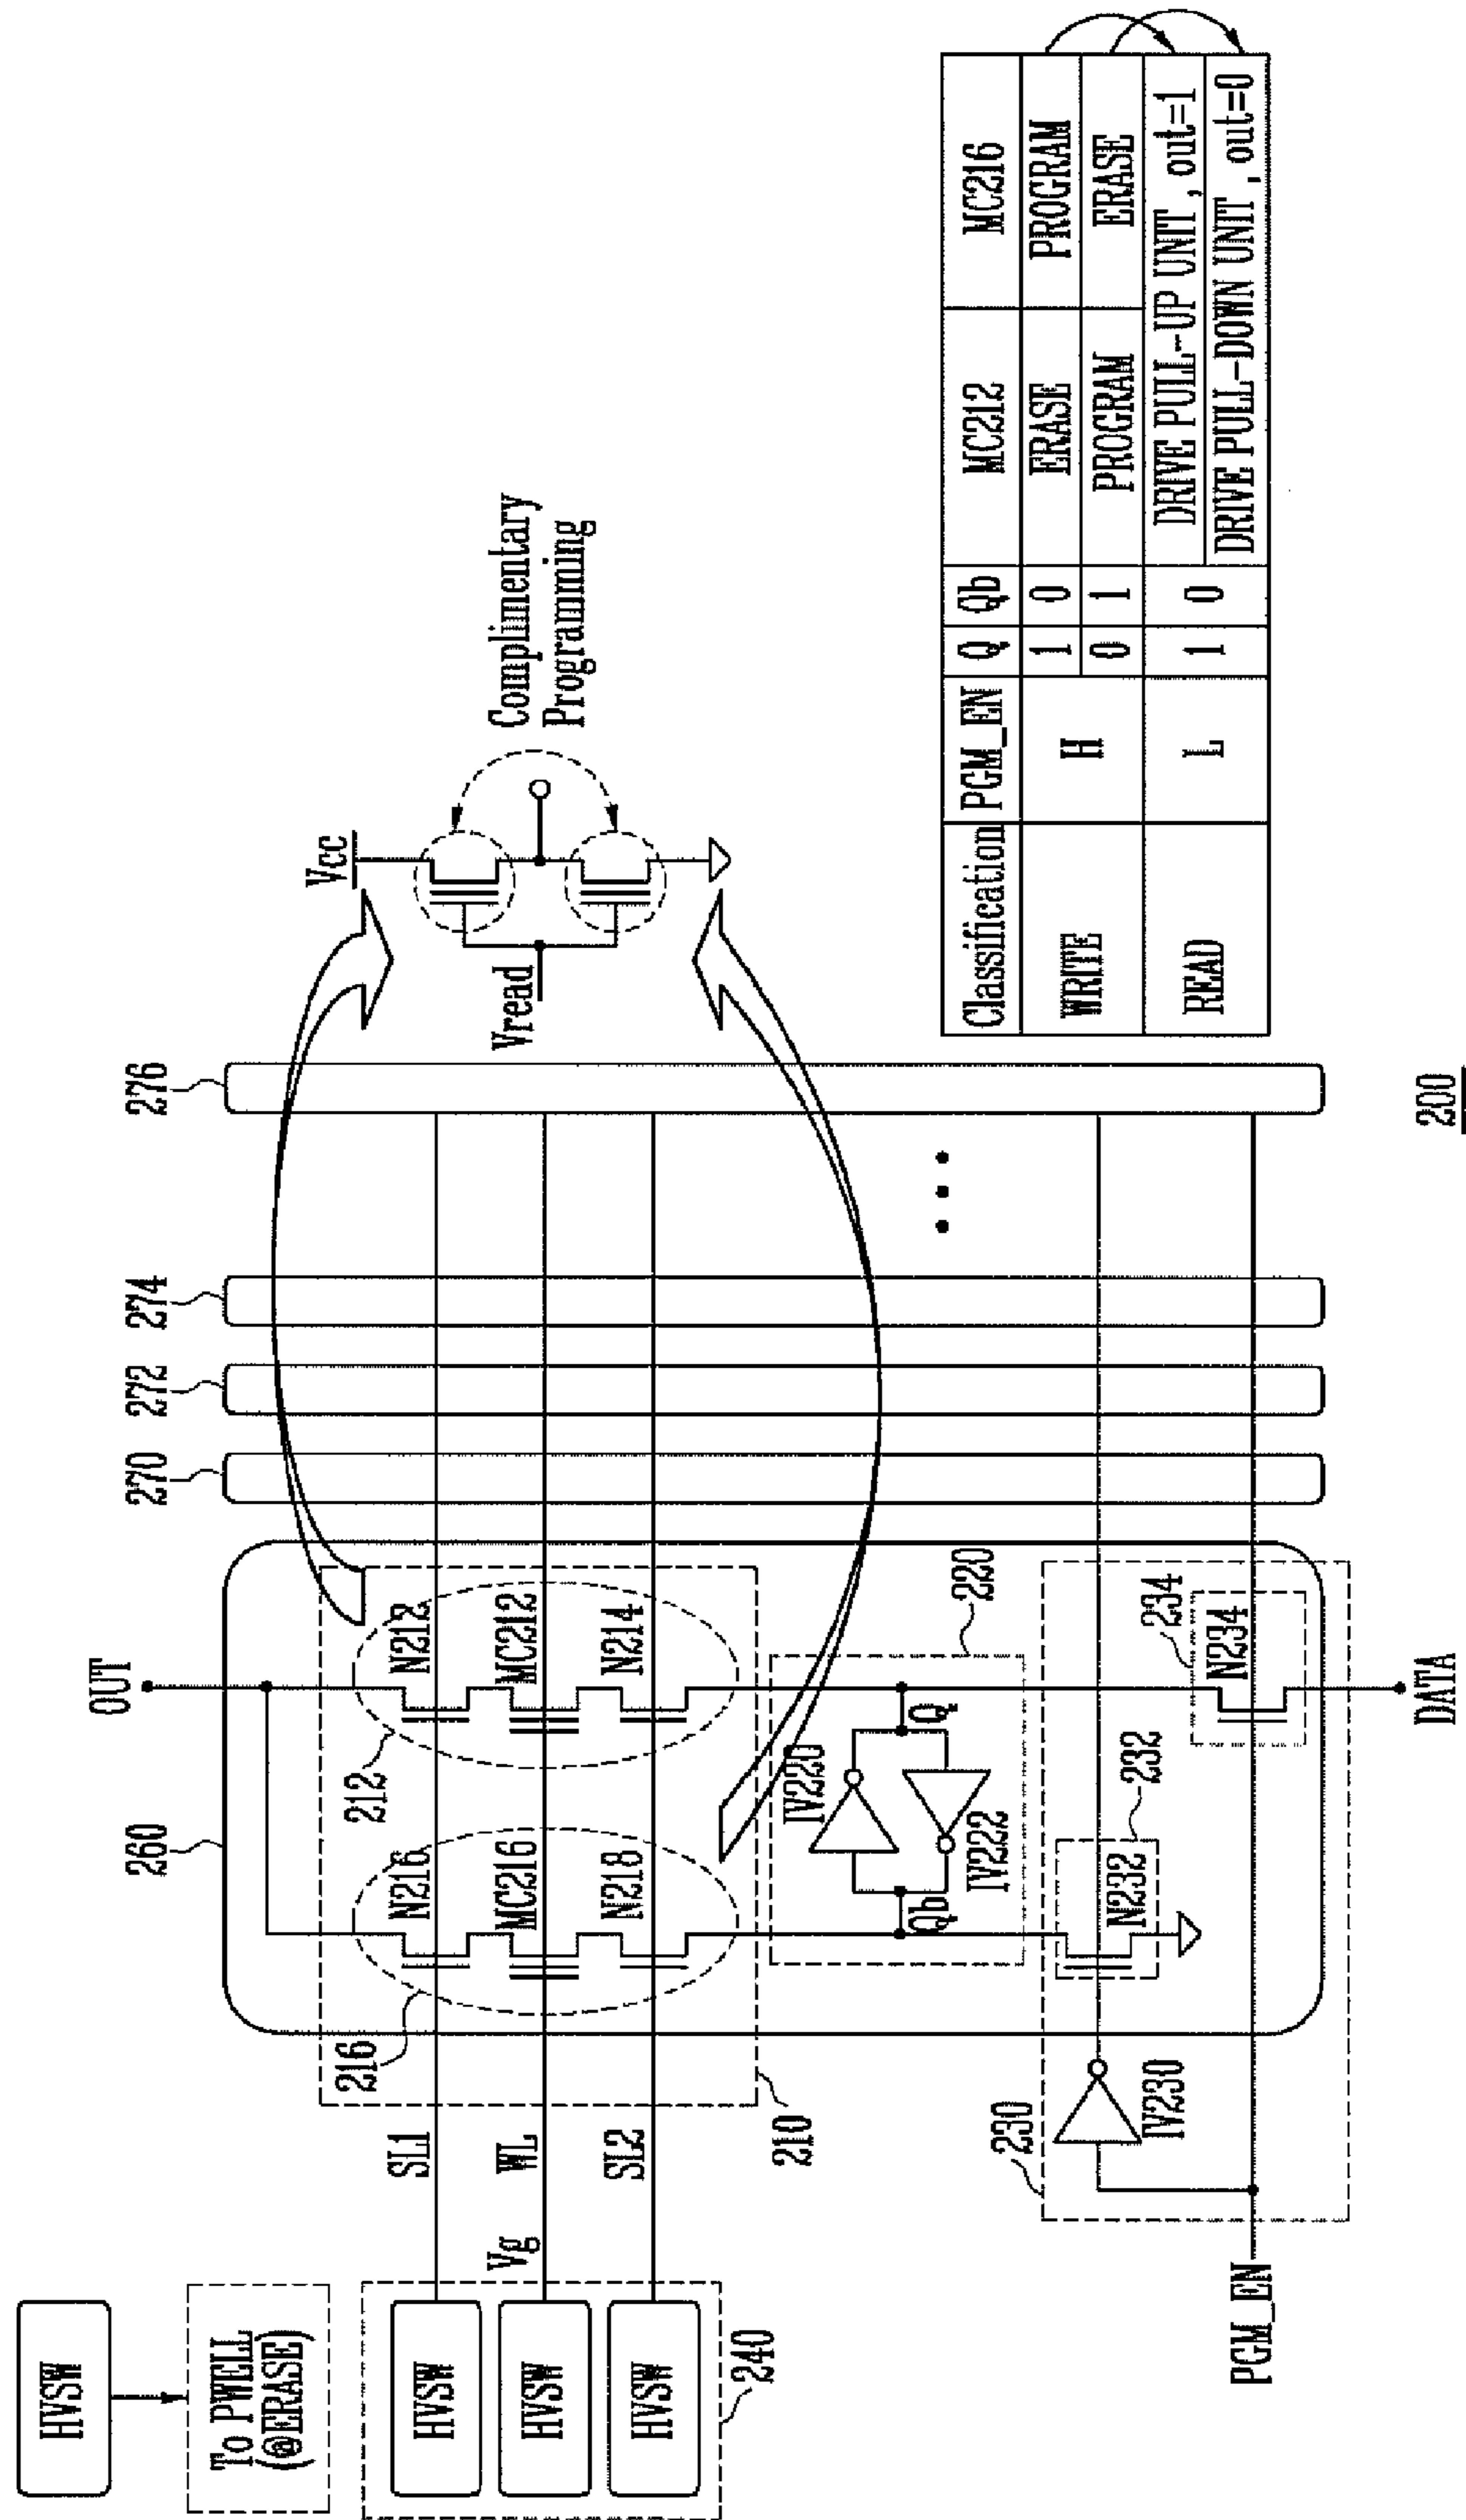 HVSW
To PWELL
(@ERASE)
HVSW
HVSW
HVSW
240
SL1
Vg
WL
SL2
PGM_EN
OUT
260
270
272
274
276
216
212
210
N216
MC216
N218
N212
MC212
N214
220
IV220
IV222
Qb
Q
230
IV230
232
N232
234
N234
DATA
Vcc
Vread
Complimentary
Programming
Classification PGM_EN Q Qb MC212 MC216
WRITE H 1 0 ERASE PROGRAM
0 1 PROGRAM ERASE
READ L 1 0 DRIVE PULL-UP UNIT, out=1
DRIVE PULL-DOWN UNIT, out=0
200